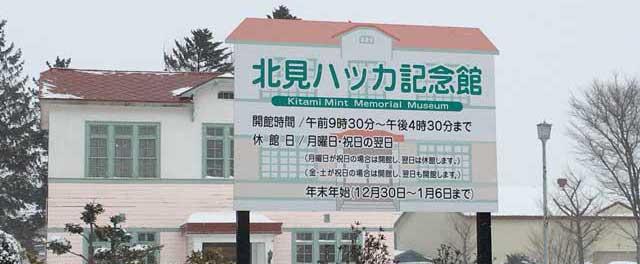 北見ハッカ記念館
Kitami Mint Memorial Museum
開館時間/午前9時30分~午後4時30分まで
休館日/月曜日・祝日の翌日
(月曜日が祝日の場合は開館し、翌日は休館します。)
(金・土が祝日の場合は開館し、翌日も開館します。)
年末年始(12月30日~1月6日まで)